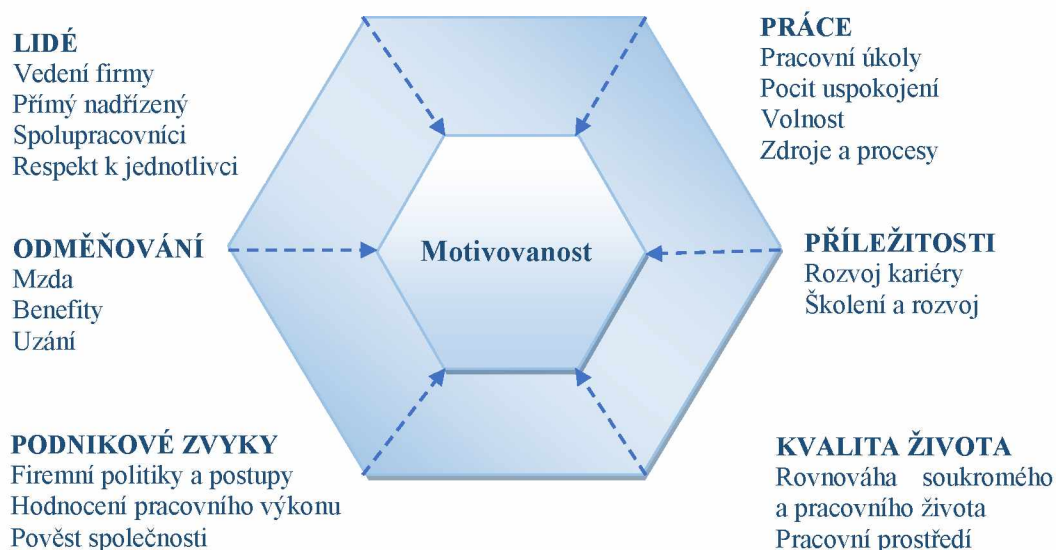 LIDÉ
Vedení firmy
Přímý nadřízený
Spolupracovníci
Respekt k jednotlivci
PRÁCE
Pracovní úkoly
Pocit uspokojení
Volnost
Zdroje a procesy
ODMĚŇOVÁNÍ
Mzda
Benefity
Uzání
Motivovanost
PŘÍLEŽITOSTI
Rozvoj kariéry
Školení a rozvoj
PODNIKOVÉ ZVYKY
Firemní politiky a postupy
Hodnocení pracovního výkonu
Pověst společnosti
KVALITA ŽIVOTA
Rovnováha soukromého
a pracovního života
Pracovní prostředí